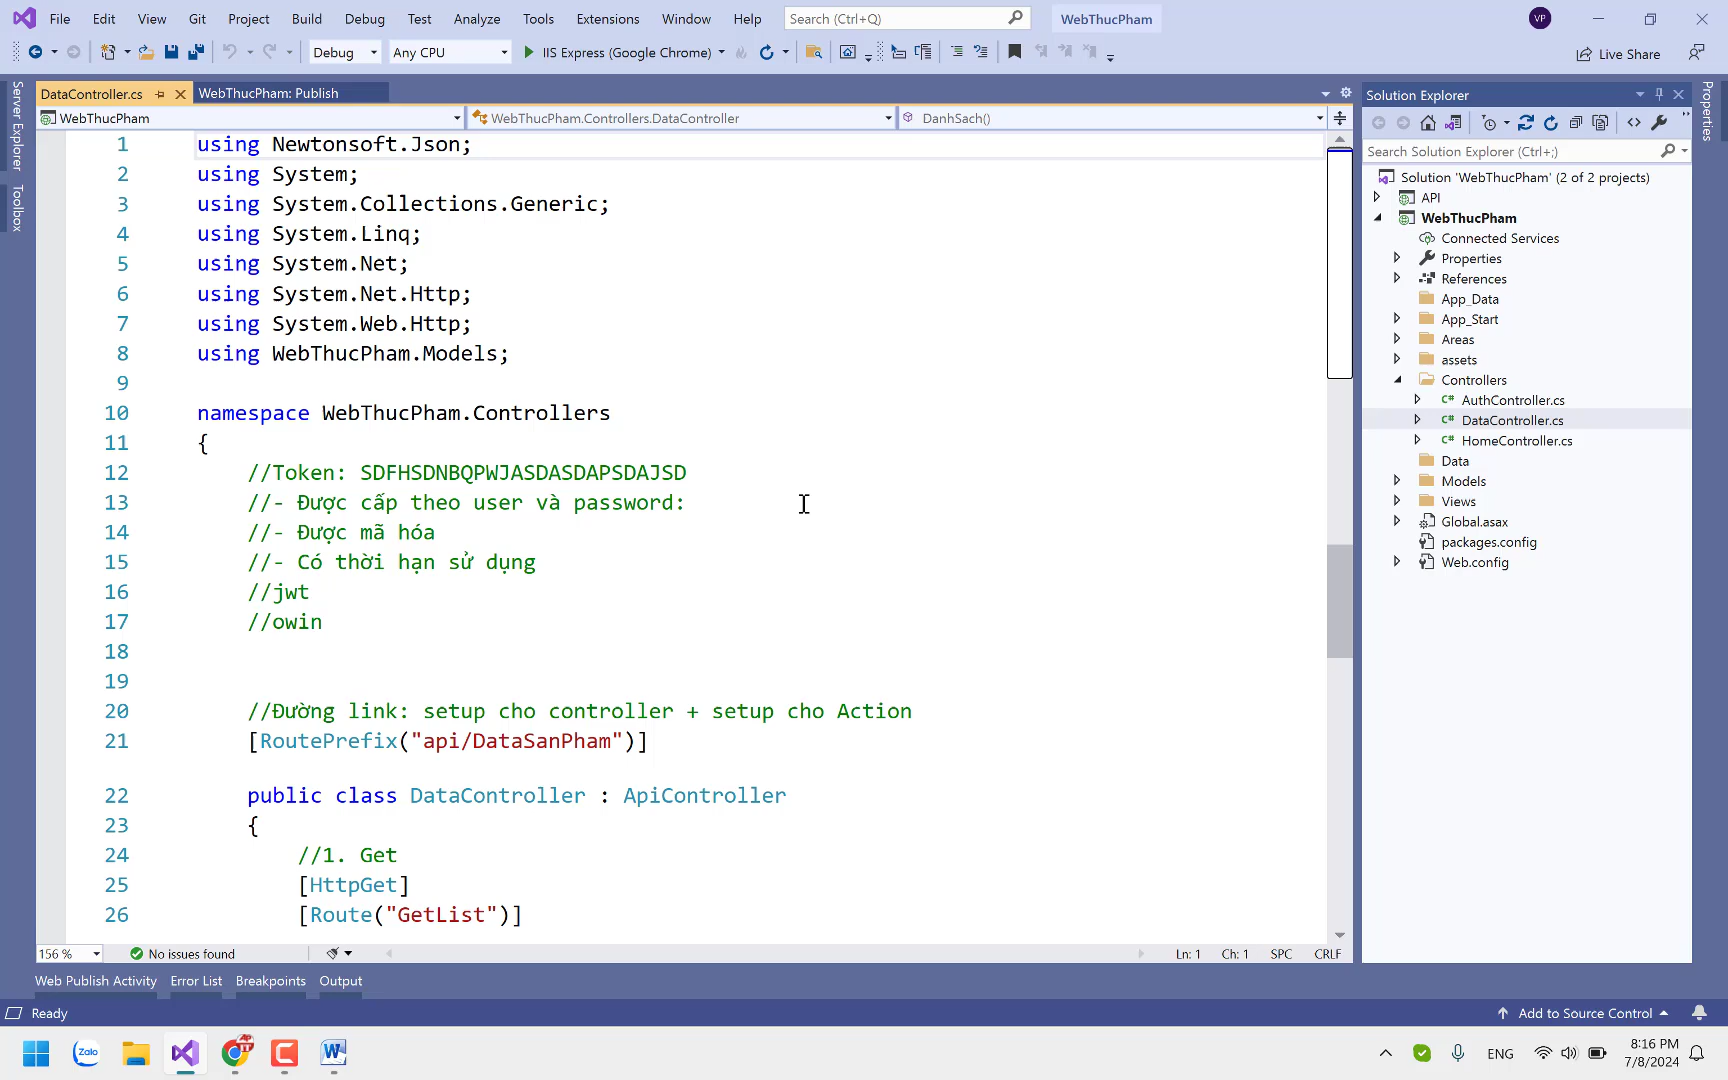 File Edit View Git Project Build Debug Test Analyze Tools Extensions Window Help Search (Ctrl+Q) WebThucPham VP
Debug Any CPU IIS Express (Google Chrome) Live Share
DataController.cs WebThucPham: Publish
WebThucPham WebThucPham.Controllers.DataController DanhSach()
Server Explorer
Toolbox
1 using Newtonsoft.Json;
2 using System;
3 using System.Collections.Generic;
4 using System.Linq;
5 using System.Net;
6 using System.Net.Http;
7 using System.Web.Http;
8 using WebThucPham.Models;
9
10 namespace WebThucPham.Controllers
11 {
12 //Token: SDFHSDNBQPWJASDASDAPSDAJSD
13 //- Được cấp theo user và password:
14 //- Được mã hóa
15 //- Có thời hạn sử dụng
16 //jwt
17 //owin
18
19
20 //Đường link: setup cho controller + setup cho Action
21 [RoutePrefix("api/DataSanPham")]
22 public class DataController : ApiController
23 {
24 //1. Get
25 [HttpGet]
26 [Route("GetList")]
156 % No issues found Ln: 1 Ch: 1 SPC CRLF
Solution Explorer
Search Solution Explorer (Ctrl+;)
Solution 'WebThucPham' (2 of 2 projects)
API
WebThucPham
Connected Services
Properties
References
App_Data
App_Start
Areas
assets
Controllers
C# AuthController.cs
C# DataController.cs
C# HomeController.cs
Data
Models
Views
Global.asax
packages.config
Web.config
Properties
Web Publish Activity Error List Breakpoints Output
Ready Add to Source Control
Zalo ENG 8:16 PM
7/8/2024